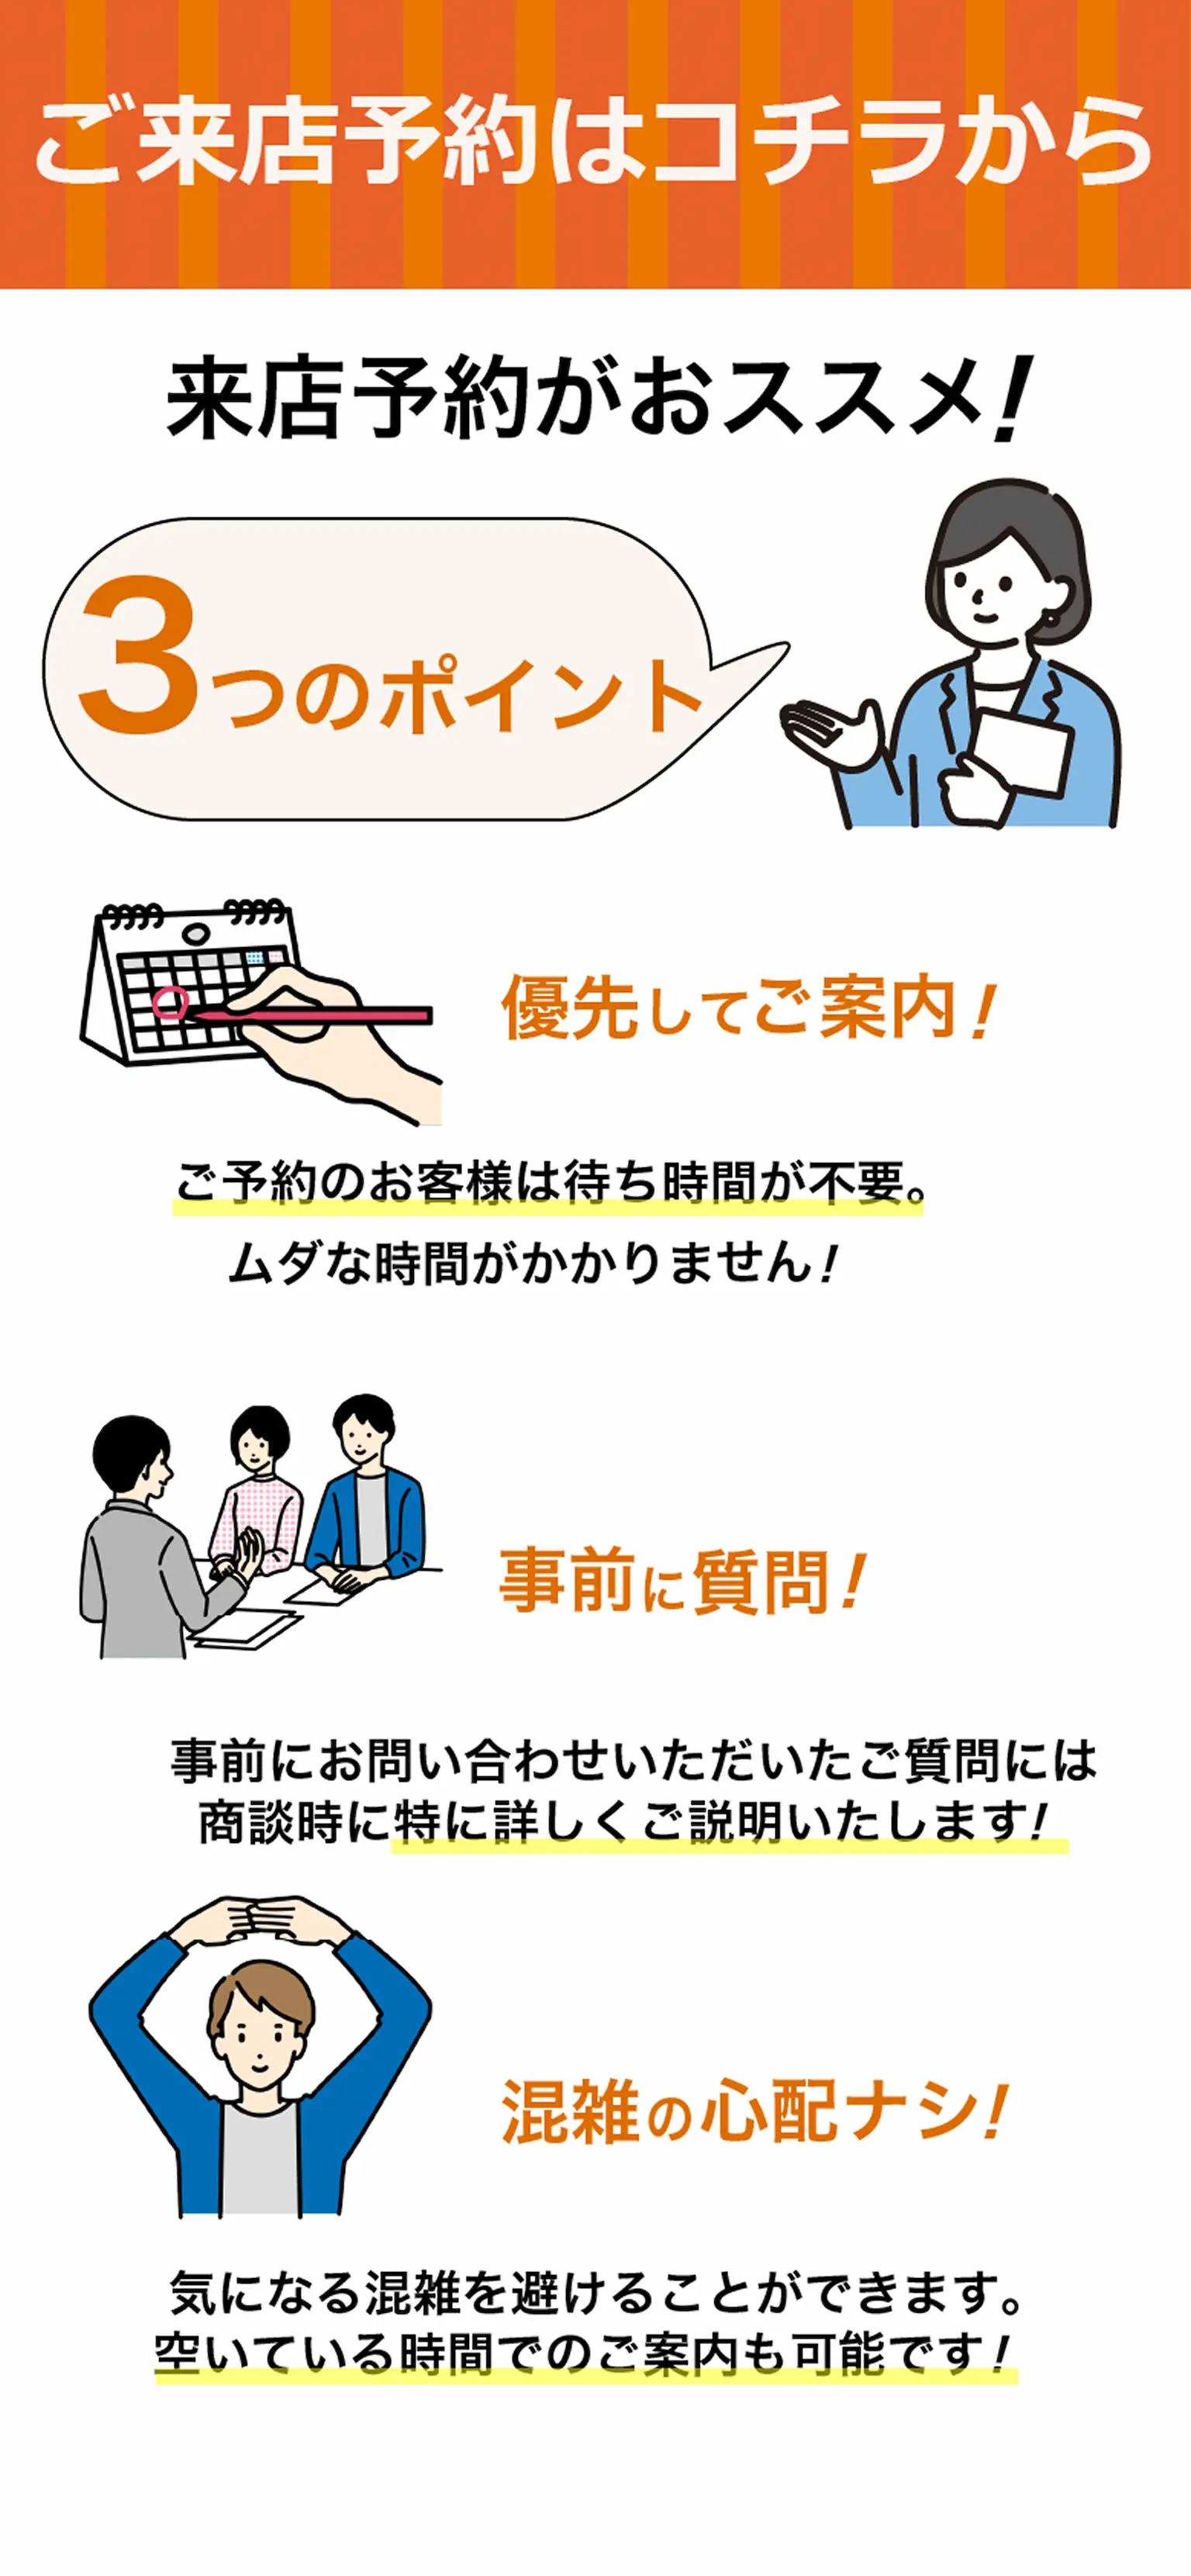 ご来店予約はコチラから
来店予約がおススメ!
3つのポイント
優先してご案内!
ご予約のお客様は待ち時間が不要。
ムダな時間がかかりません!
事前に質問!
事前にお問い合わせいただいたご質問には
商談時に特に詳しくご説明いたします!
混雑の心配ナシ!
気になる混雑を避けることができます。
空いている時間でのご案内も可能です!